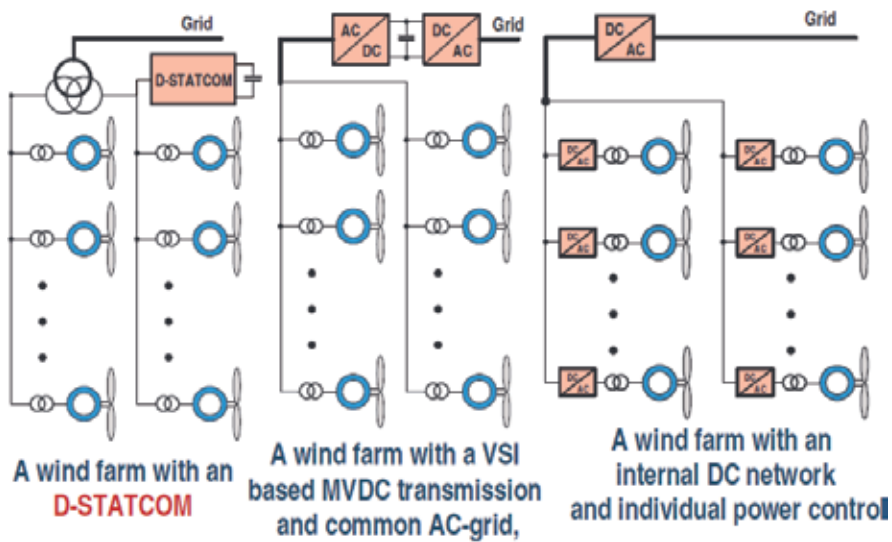 Grid
D-STATCOM
AC
DC
DC
AC
Grid
DC
AC
Grid
DC
AC
DC
AC
DC
AC
DC
AC
DC
AC
DC
AC
A wind farm with an
D-STATCOM
A wind farm with a VSI
based MVDC transmission
and common AC-grid,
A wind farm with an
internal DC network
and individual power control